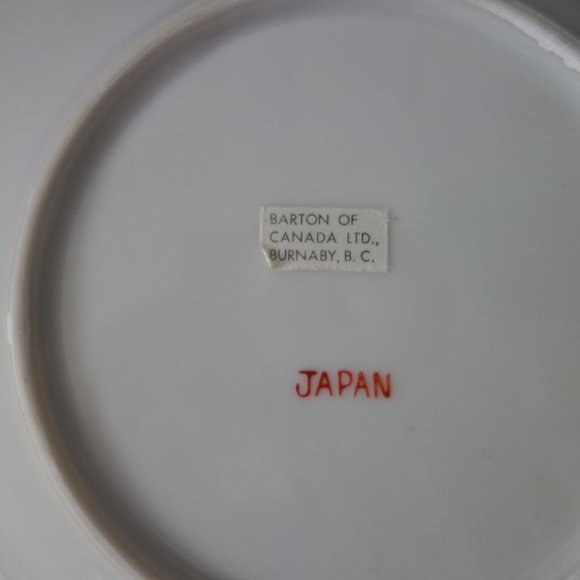 BARTON OF
CANADA LTD.,
BURNABY, B. C.
JAPAN